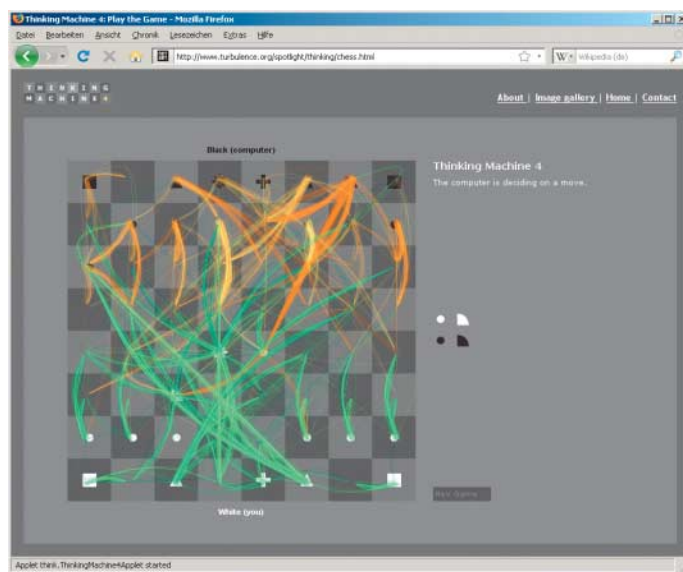 Thinking Machine 4: Play the Game - Mozilla Firefox
Datei Bearbeiten Ansicht Chronik Lesezeichen Extras Hilfe
http://www.turbulence.org/spotlight/thinking/chess.html
W Wikipedia (de)
THINKING
MACHINE 4
About | Image gallery | Home | Contact
Black (computer)
Thinking Machine 4
The computer is deciding on a move.
New Game
White (you)
Applet think.ThinkingMachine4Applet started